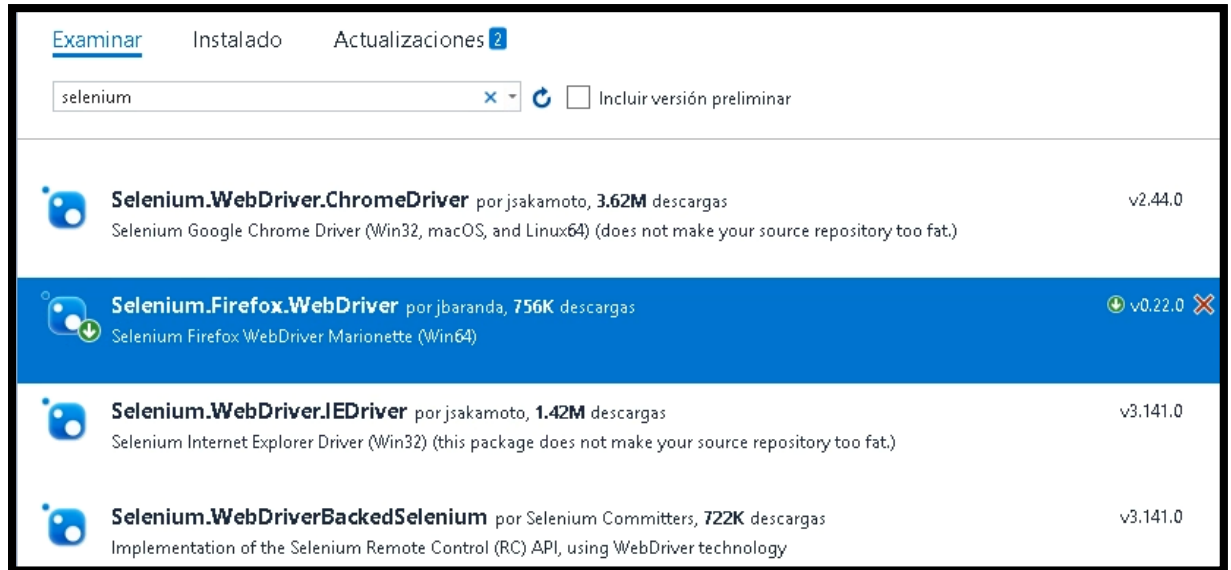 Examinar Instalado Actualizaciones 2
selenium Incluir versión preliminar
Selenium.WebDriver.ChromeDriver por jsakamoto, 3.62M descargas v2.44.0
Selenium Google Chrome Driver (Win32, macOS, and Linux64) (does not make your source repository too fat.)
Selenium.Firefox.WebDriver por jbaranda, 756K descargas v0.22.0
Selenium Firefox WebDriver Marionette (Win64)
Selenium.WebDriver.IEDriver por jsakamoto, 1.42M descargas v3.141.0
Selenium Internet Explorer Driver (Win32) (this package does not make your source repository too fat.)
Selenium.WebDriverBackedSelenium por Selenium Committers, 722K descargas v3.141.0
Implementation of the Selenium Remote Control (RC) API, using WebDriver technology